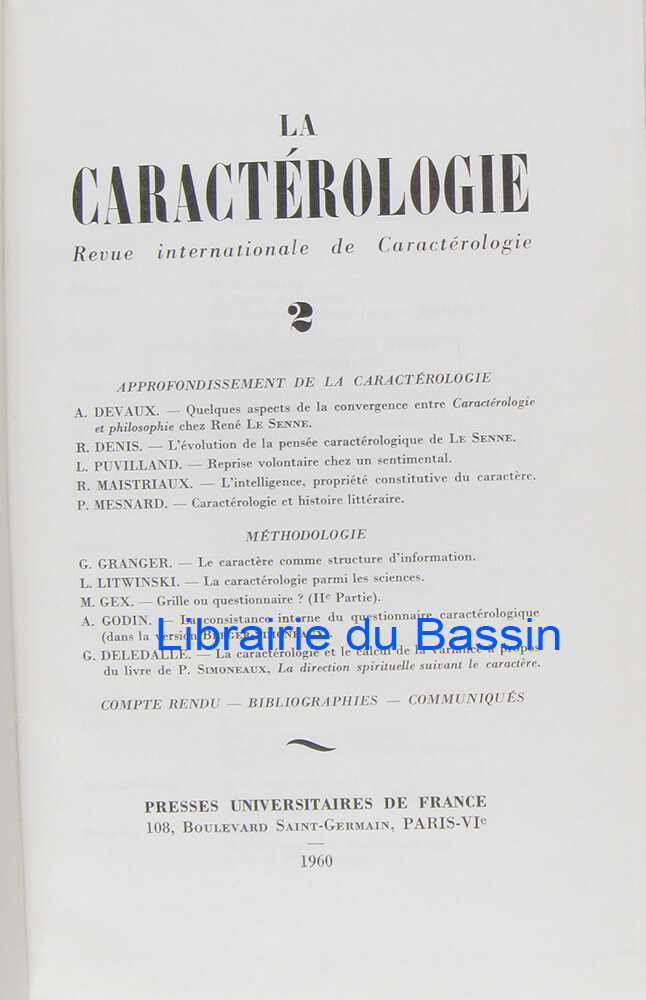 LA
CARACTÉROLOGIE
Revue internationale de Caractérologie
2
APPROFONDISSEMENT DE LA CARACTÉROLOGIE
A. DEVAUX. — Quelques aspects de la convergence entre Caractérologie
et philosophie chez René LE SENNE.
R. DENIS. — L'évolution de la pensée caractérologique de LE SENNE.
L. PUVILLAND. — Reprise volontaire chez un sentimental.
R. MAISTRIAUX. — L'intelligence, propriété constitutive du caractère.
P. MESNARD. — Caractérologie et histoire littéraire.
MÉTHODOLOGIE
G. GRANGER. — Le caractère comme structure d'information.
L. LITWINSKI. — La caractérologie parmi les sciences.
M. GEX. — Grille ou questionnaire ? (IIe Partie).
A. GODIN. — La consistance interne du questionnaire caractérologique
(dans la version BERGER-SIMONEAUX).
Librairie du Bassin
G. DELEDALLE. — La caractérologie et le calcul de la variance à propos
du livre de P. SIMONEAUX, La direction spirituelle suivant le caractère.
COMPTE RENDU — BIBLIOGRAPHIES — COMMUNIQUÉS
PRESSES UNIVERSITAIRES DE FRANCE
108, BOULEVARD SAINT-GERMAIN, PARIS-VIe
1960